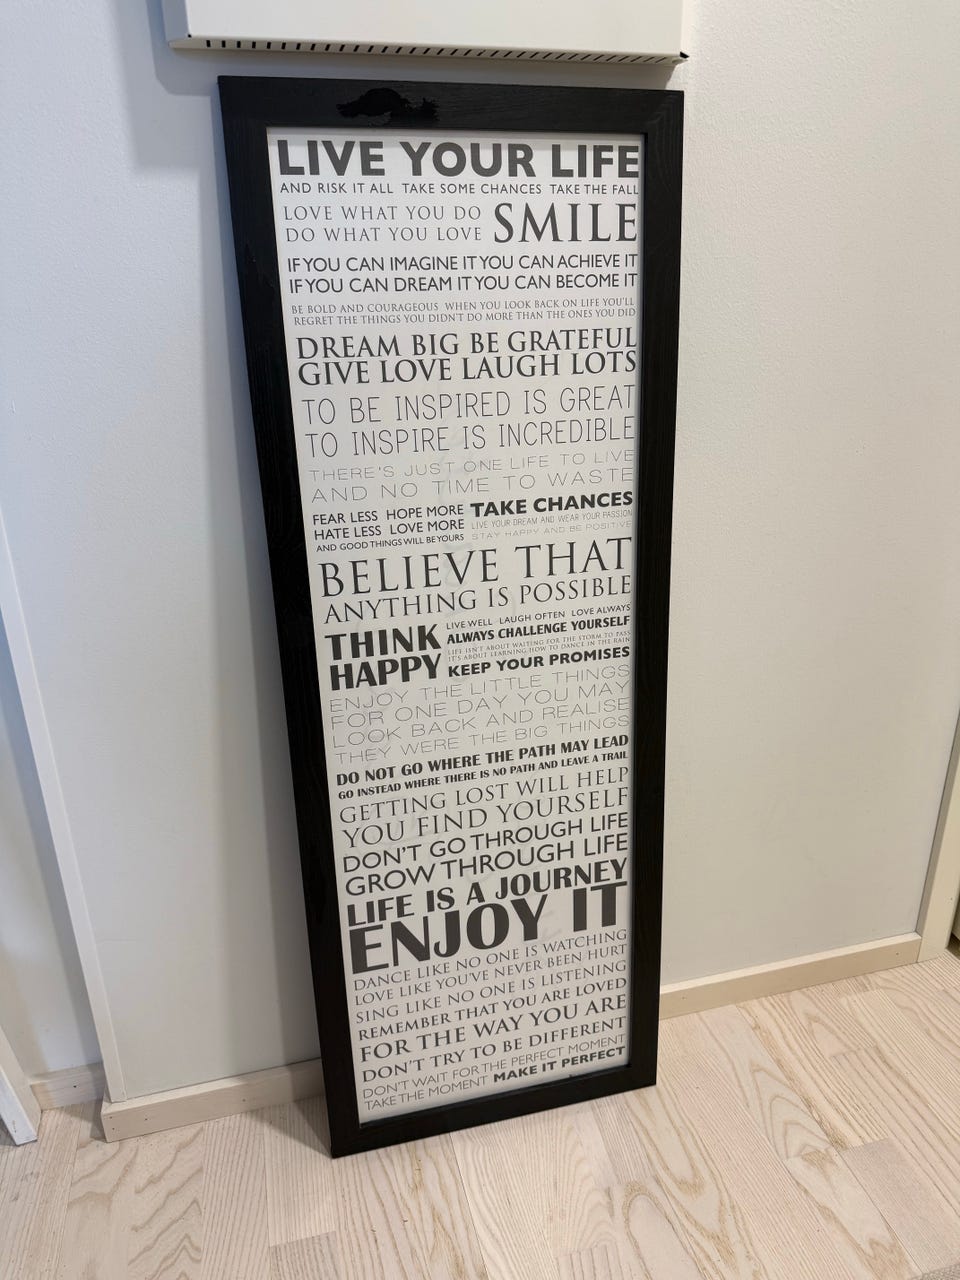 LIVE YOUR LIFE
AND RISK IT ALL TAKE SOME CHANCES TAKE THE FALL
LOVE WHAT YOU DO
DO WHAT YOU LOVE
SMILE
IF YOU CAN IMAGINE IT YOU CAN ACHIEVE IT
IF YOU CAN DREAM IT YOU CAN BECOME IT
BE BOLD AND COURAGEOUS WHEN YOU LOOK BACK ON LIFE YOU'LL
REGRET THE THINGS YOU DIDN'T DO MORE THAN THE ONES YOU DID
DREAM BIG BE GRATEFUL
GIVE LOVE LAUGH LOTS
TO BE INSPIRED IS GREAT
TO INSPIRE IS INCREDIBLE
THERE'S JUST ONE LIFE TO LIVE
AND NO TIME TO WASTE
FEAR LESS HOPE MORE
HATE LESS LOVE MORE
AND GOOD THINGS WILL BE YOURS
TAKE CHANCES
LIVE YOUR DREAM AND WEAR YOUR PASSION
STAY HAPPY AND BE POSITIVE
BELIEVE THAT
ANYTHING IS POSSIBLE
THINK
HAPPY
LIVE WELL LAUGH OFTEN LOVE ALWAYS
ALWAYS CHALLENGE YOURSELF
LIFE ISN'T ABOUT WAITING FOR THE STORM TO PASS
IT'S ABOUT LEARNING HOW TO DANCE IN THE RAIN
KEEP YOUR PROMISES
ENJOY THE LITTLE THINGS
FOR ONE DAY YOU MAY
LOOK BACK AND REALISE
THEY WERE THE BIG THINGS
DO NOT GO WHERE THE PATH MAY LEAD
GO INSTEAD WHERE THERE IS NO PATH AND LEAVE A TRAIL
GETTING LOST WILL HELP
YOU FIND YOURSELF
DON'T GO THROUGH LIFE
GROW THROUGH LIFE
LIFE IS A JOURNEY
ENJOY IT
DANCE LIKE NO ONE IS WATCHING
LOVE LIKE YOU'VE NEVER BEEN HURT
SING LIKE NO ONE IS LISTENING
REMEMBER THAT YOU ARE LOVED
FOR THE WAY YOU ARE
DON'T TRY TO BE DIFFERENT
DON'T WAIT FOR THE PERFECT MOMENT
TAKE THE MOMENT MAKE IT PERFECT